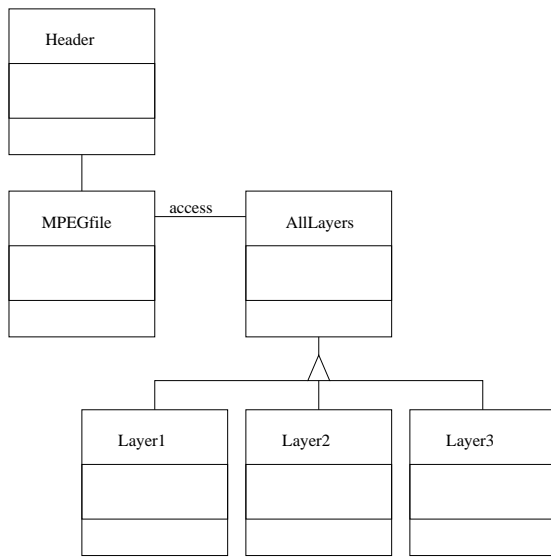 Header
MPEGfile
access
AllLayers
Layer1
Layer2
Layer3